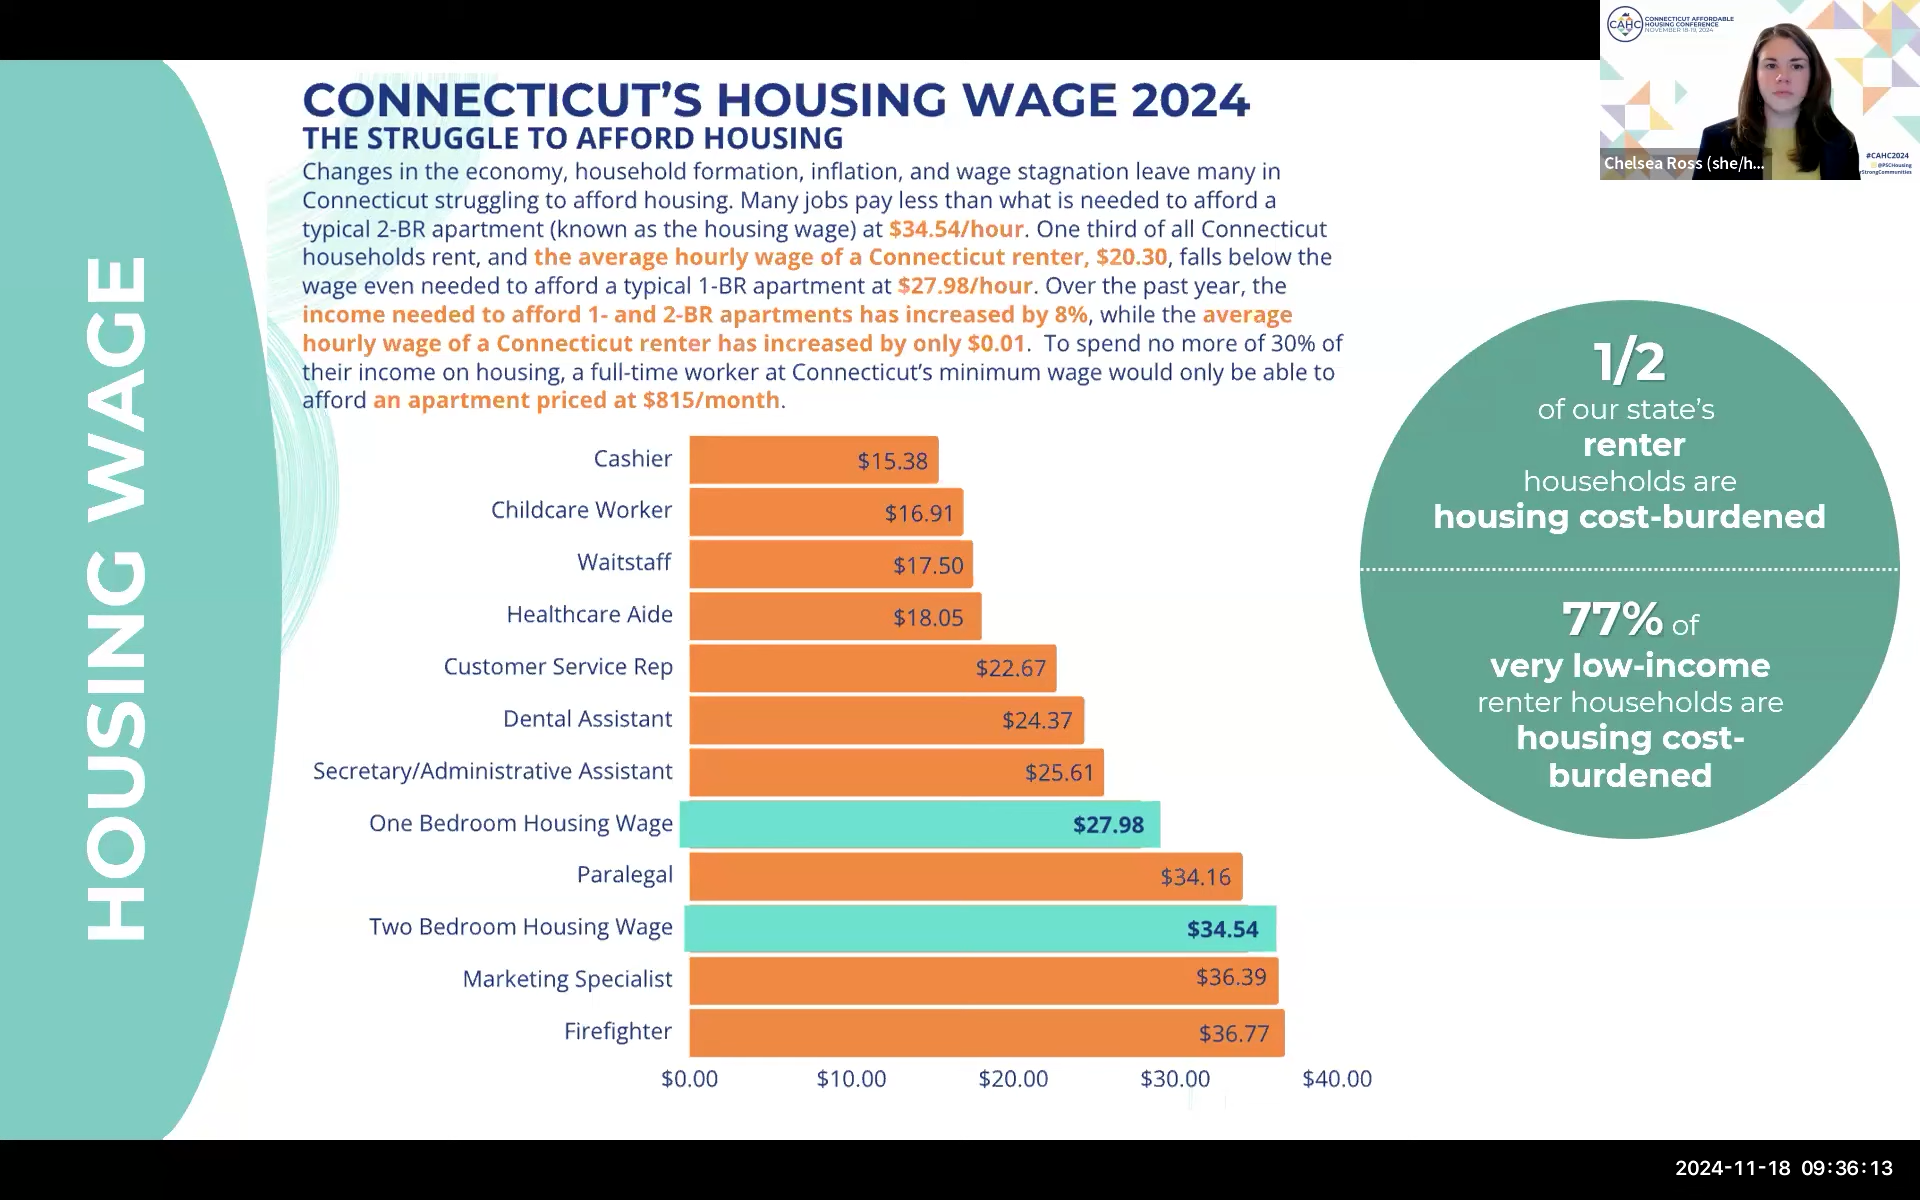 CONNECTICUT AFFORDABLE
HOUSING CONFERENCE
NOVEMBER 18-19, 2024
CAHC
#CAHC2024
@PSCHousing
Chelsea Ross (she/h...
HOUSING WAGE
CONNECTICUT'S HOUSING WAGE 2024
THE STRUGGLE TO AFFORD HOUSING
Changes in the economy, household formation, inflation, and wage stagnation leave many in
Connecticut struggling to afford housing. Many jobs pay less than what is needed to afford a
typical 2-BR apartment (known as the housing wage) at $34.54/hour. One third of all Connecticut
households rent, and the average hourly wage of a Connecticut renter, $20.30, falls below the
wage even needed to afford a typical 1-BR apartment at $27.98/hour. Over the past year, the
income needed to afford 1- and 2-BR apartments has increased by 8%, while the average
hourly wage of a Connecticut renter has increased by only $0.01. To spend no more of 30% of
their income on housing, a full-time worker at Connecticut's minimum wage would only be able to
afford an apartment priced at $815/month.
Cashier $15.38
Childcare Worker $16.91
Waitstaff $17.50
Healthcare Aide $18.05
Customer Service Rep $22.67
Dental Assistant $24.37
Secretary/Administrative Assistant $25.61
One Bedroom Housing Wage $27.98
Paralegal $34.16
Two Bedroom Housing Wage $34.54
Marketing Specialist $36.39
Firefighter $36.77
$0.00 $10.00 $20.00 $30.00 $40.00
1/2
of our state's
renter
households are
housing cost-burdened
77% of
very low-income
renter households are
housing cost-
burdened
2024-11-18 09:36:13